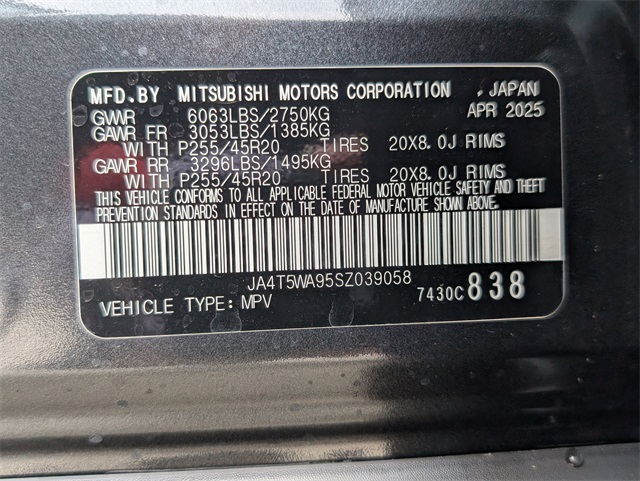 MFD.BY MITSUBISHI MOTORS CORPORATION , JAPAN
GVWR 6063LBS/2750KG APR 2025
GAWR FR 3053LBS/1385KG
WITH P255/45R20 TIRES 20X8.0J RIMS
GAWR RR 3296LBS/1495KG
WITH P255/45R20 TIRES 20X8.0J RIMS
THIS VEHICLE CONFORMS TO ALL APPLICABLE FEDERAL MOTOR VEHICLE SAFETY AND THEFT
PREVENTION STANDARDS IN EFFECT ON THE DATE OF MANUFACTURE SHOWN ABOVE.
JA4T5WA95SZ039058
VEHICLE TYPE: MPV 7430C 838